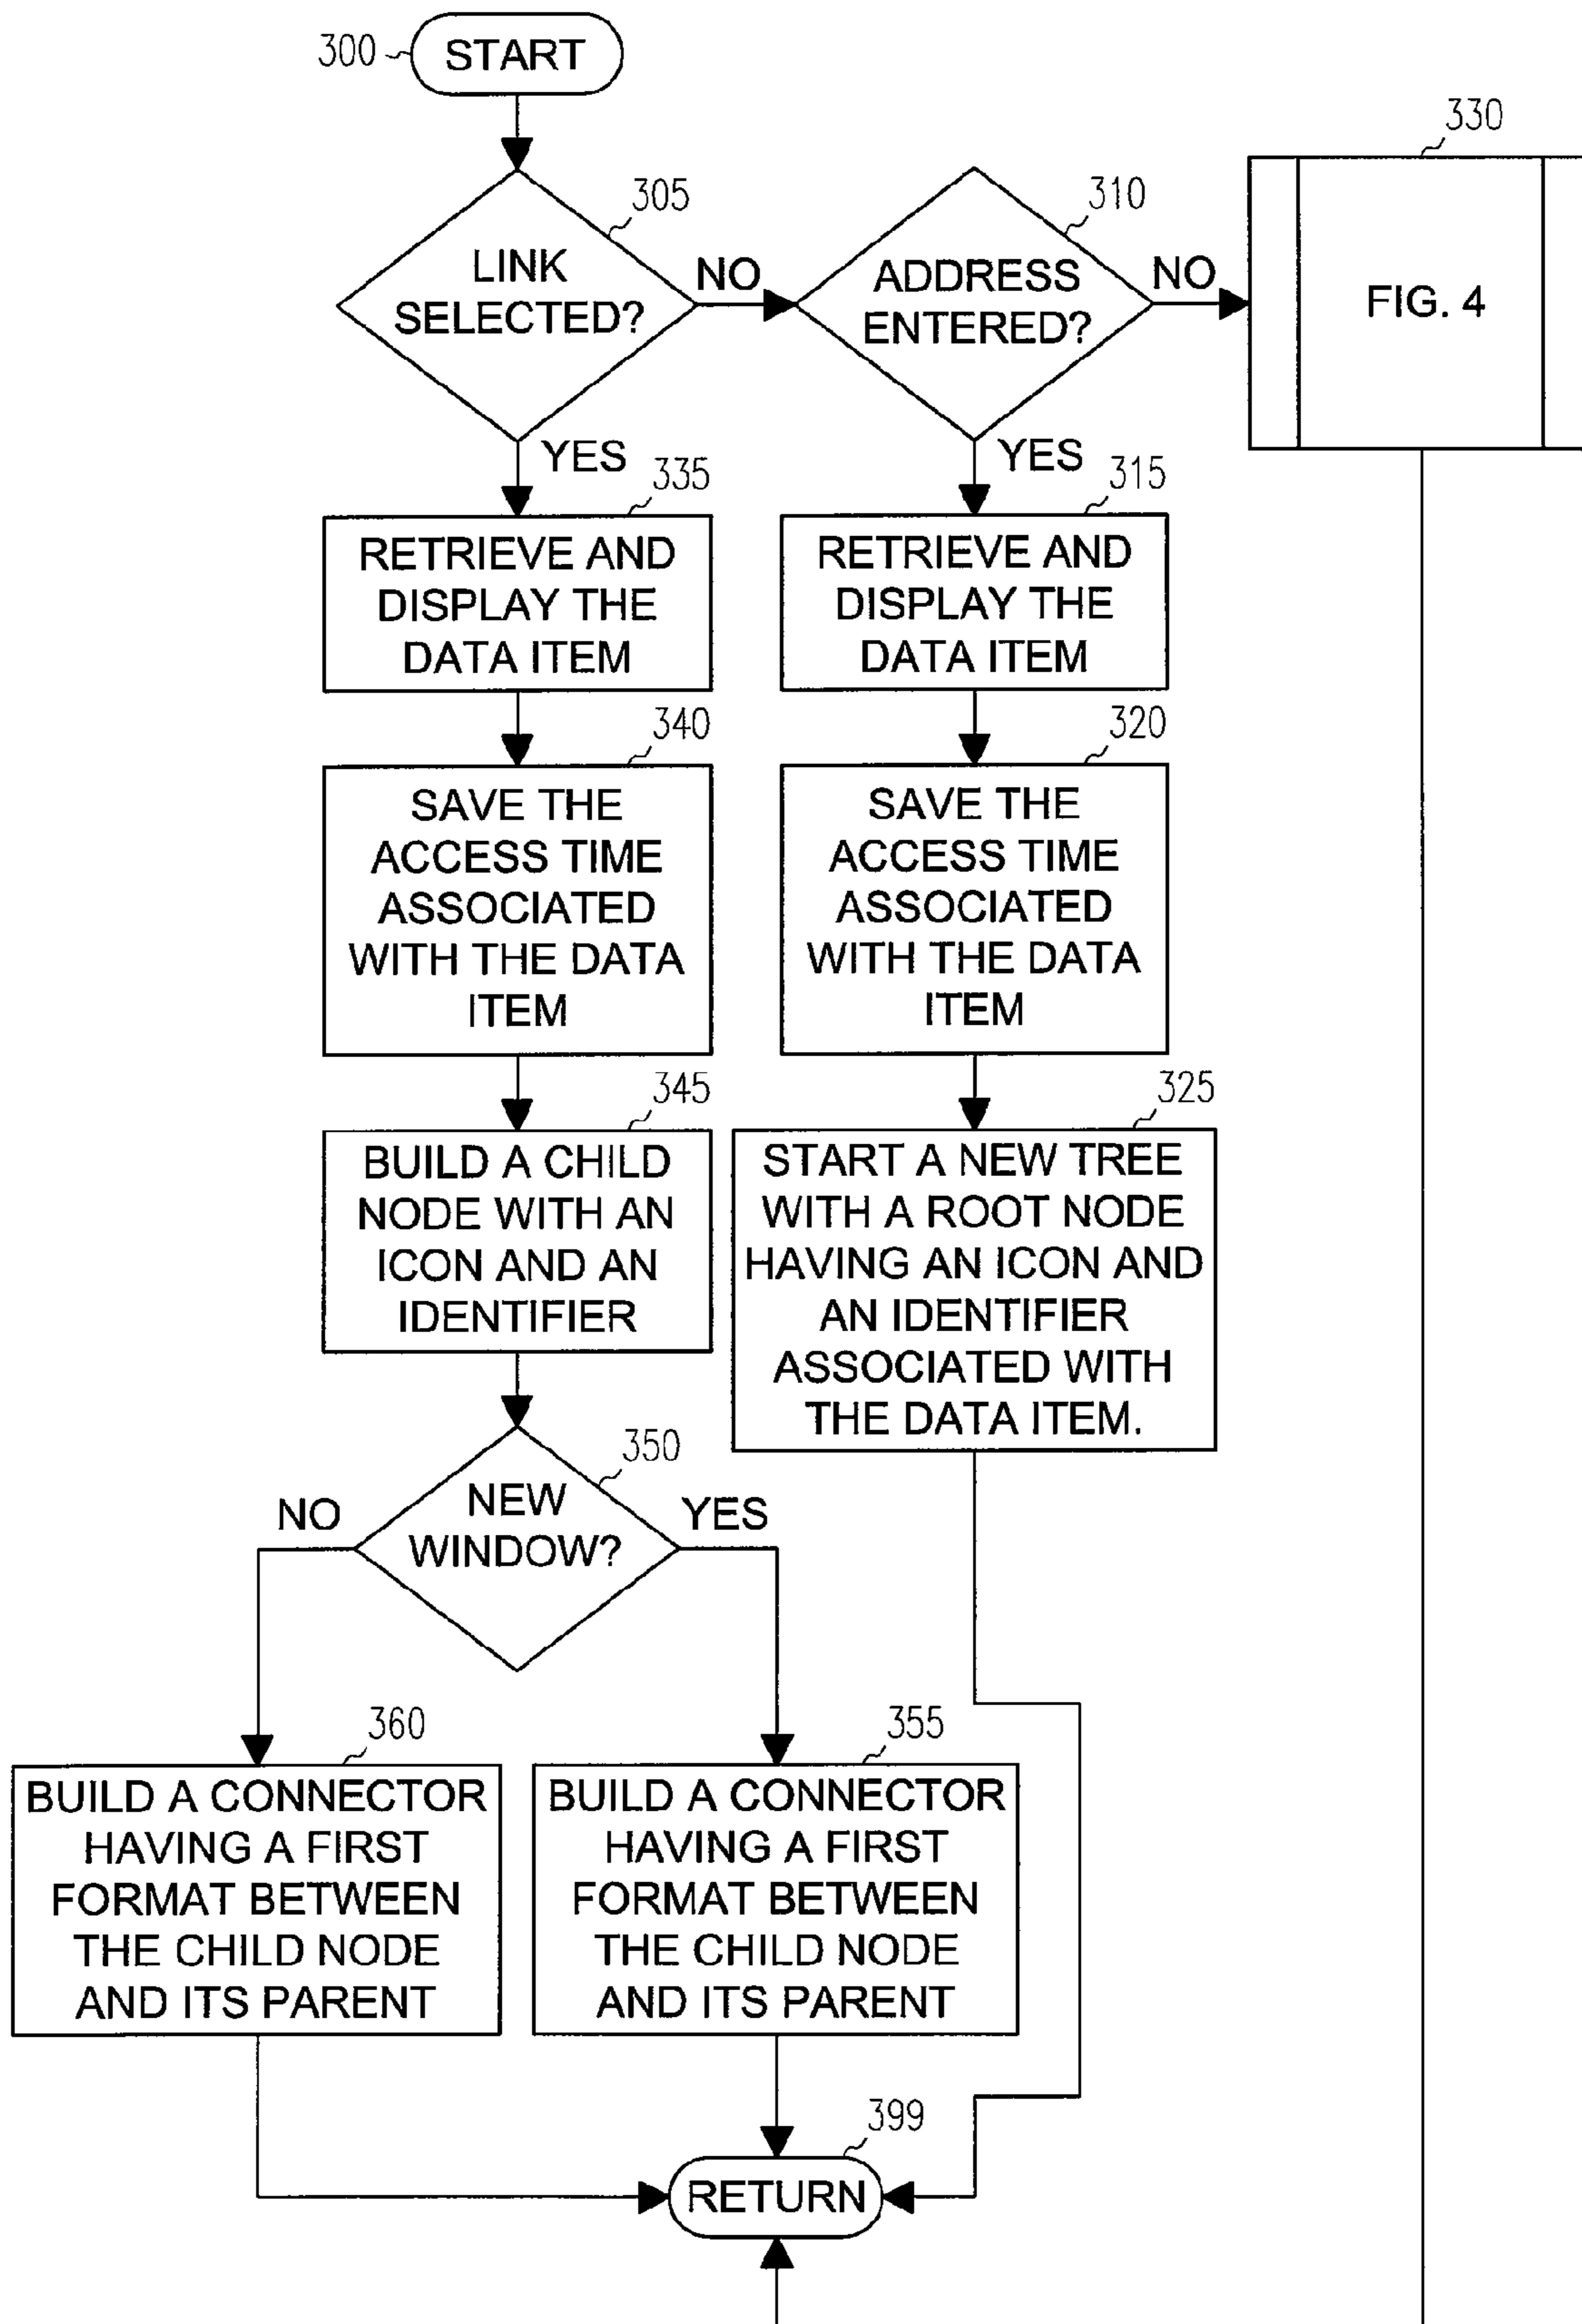 300
START
305
LINK
SELECTED?
NO
310
ADDRESS
ENTERED?
NO
330
FIG. 4
YES
335
RETRIEVE AND
DISPLAY THE
DATA ITEM
YES
315
RETRIEVE AND
DISPLAY THE
DATA ITEM
340
SAVE THE
ACCESS TIME
ASSOCIATED
WITH THE DATA
ITEM
320
SAVE THE
ACCESS TIME
ASSOCIATED
WITH THE DATA
ITEM
345
BUILD A CHILD
NODE WITH AN
ICON AND AN
IDENTIFIER
325
START A NEW TREE
WITH A ROOT NODE
HAVING AN ICON AND
AN IDENTIFIER
ASSOCIATED WITH
THE DATA ITEM.
350
NEW
WINDOW?
NO
YES
360
BUILD A CONNECTOR
HAVING A FIRST
FORMAT BETWEEN
THE CHILD NODE
AND ITS PARENT
355
BUILD A CONNECTOR
HAVING A FIRST
FORMAT BETWEEN
THE CHILD NODE
AND ITS PARENT
399
RETURN